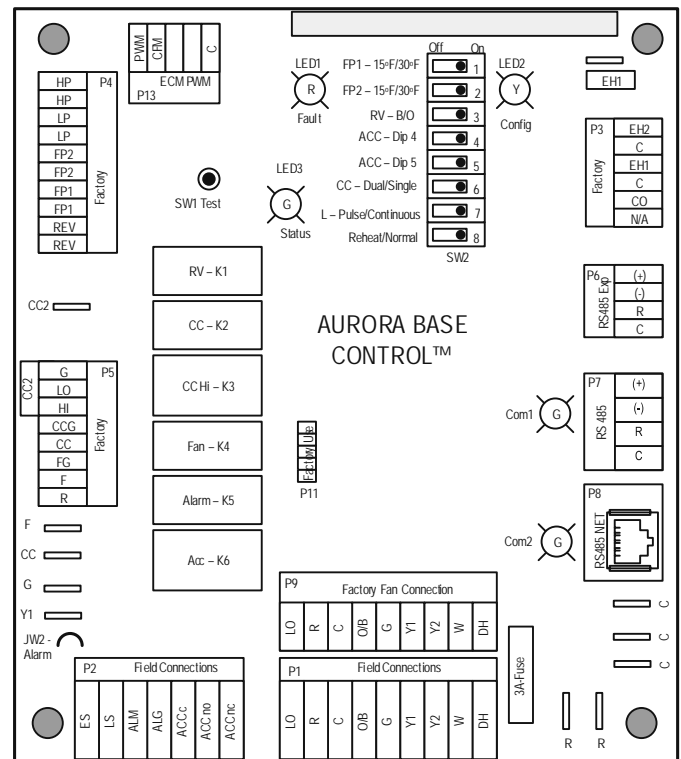 PWM
CFM
C
ECM PWM
P13
Off On
LED1
R
Fault
FP1 – 15ºF/30ºF 1
FP2 – 15ºF/30ºF 2
RV – B/O 3
ACC – Dip 4 4
ACC – Dip 5 5
CC – Dual/Single 6
L – Pulse/Continuous 7
Reheat/Normal 8
SW2
LED2
Y
Config
EH1
HP P4
HP
LP
LP
FP2
FP2
FP1
FP1
REV
REV
Factory
SW1 Test
LED3
G
Status
P3 EH2
C
EH1
C
CO
N/A
Factory
RV – K1
CC – K2
CC Hi – K3
Fan – K4
Alarm – K5
Acc – K6
AURORA BASE
CONTROL™
P6 (+)
(-)
R
C
RS485 Exp
CC2
CC2
G P5
LO
HI
CCG
CC
FG
F
R
Factory
Factory Use
P11
Com1 G
P7 (+)
(-)
R
C
RS 485
P8
RS485 NET
Com2 G
F
CC
G
Y1
JW2 -
Alarm
P9 Factory Fan Connection
LO R C O/B G Y1 Y2 W DH
P2 Field Connections
ES LS ALM ALG ACC c ACC no ACC nc
P1 Field Connections
LO R C O/B G Y1 Y2 W DH
3A-Fuse
C
C
C
R R